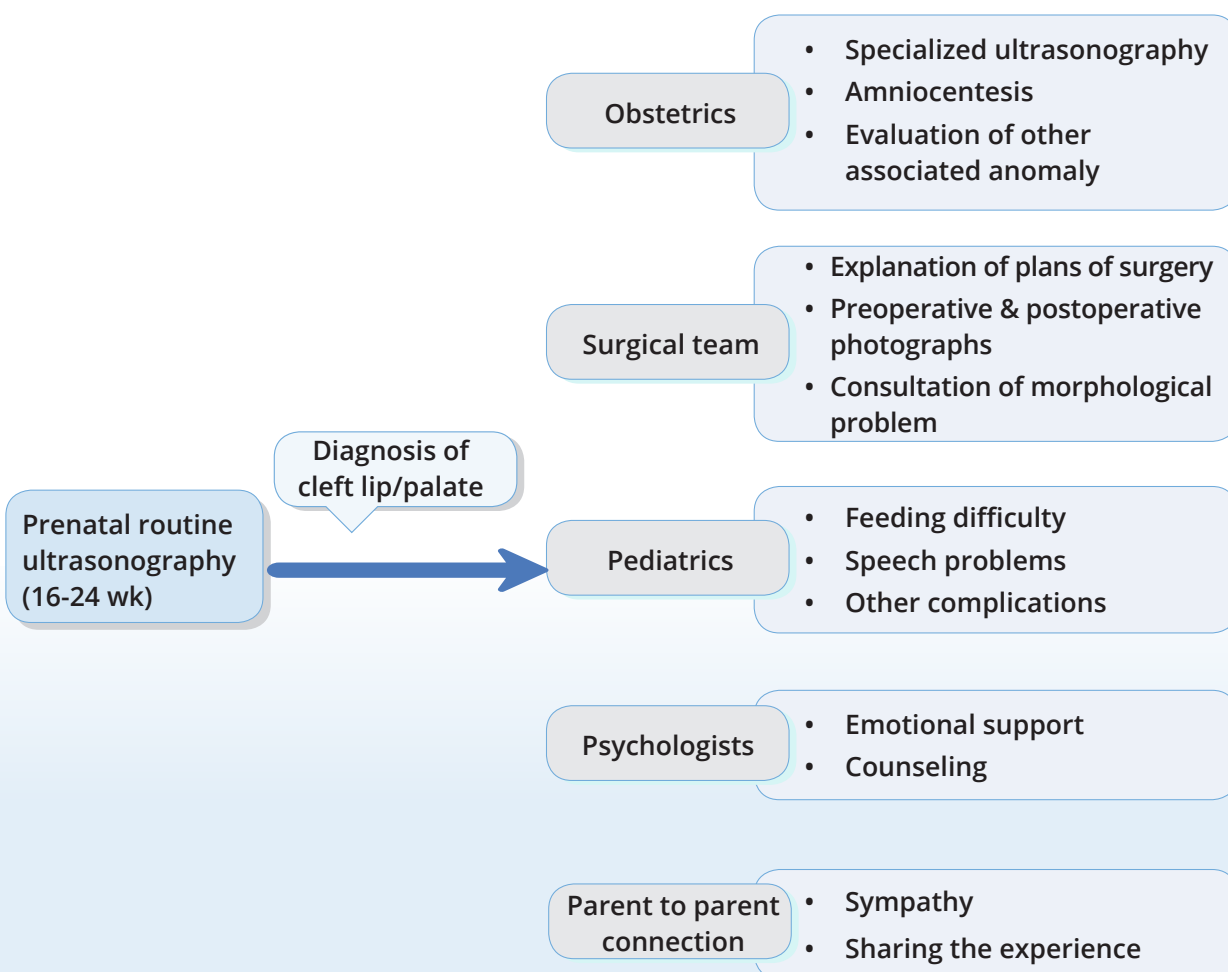 Prenatal routine
ultrasonography
(16-24 wk)
Diagnosis of
cleft lip/palate
Obstetrics
• Specialized ultrasonography
• Amniocentesis
• Evaluation of other
associated anomaly
Surgical team
• Explanation of plans of surgery
• Preoperative & postoperative
photographs
• Consultation of morphological
problem
Pediatrics
• Feeding difficulty
• Speech problems
• Other complications
Psychologists
• Emotional support
• Counseling
Parent to parent
connection
• Sympathy
• Sharing the experience